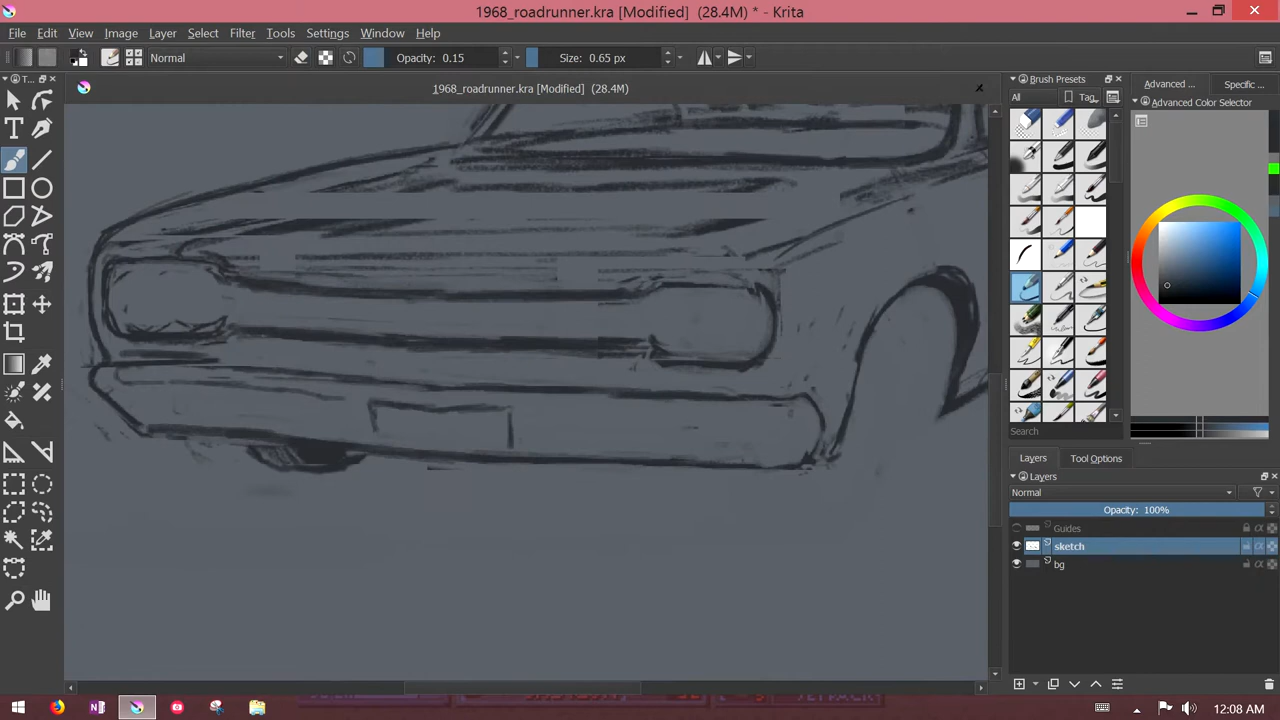 1968_roadrunner.kra [Modified] (28.4M) * - Krita
File Edit View Image Layer Select Filter Tools Settings Window Help
Normal Opacity: 0.15 Size: 0.65 px
T...
1968_roadrunner.kra [Modified] (28.4M)
Brush Presets
All Tag
Search
Advanced ... Specific ...
Advanced Color Selector
Layers Tool Options
Layers
Normal
Opacity: 100%
Guides
sketch
bg
12:08 AM